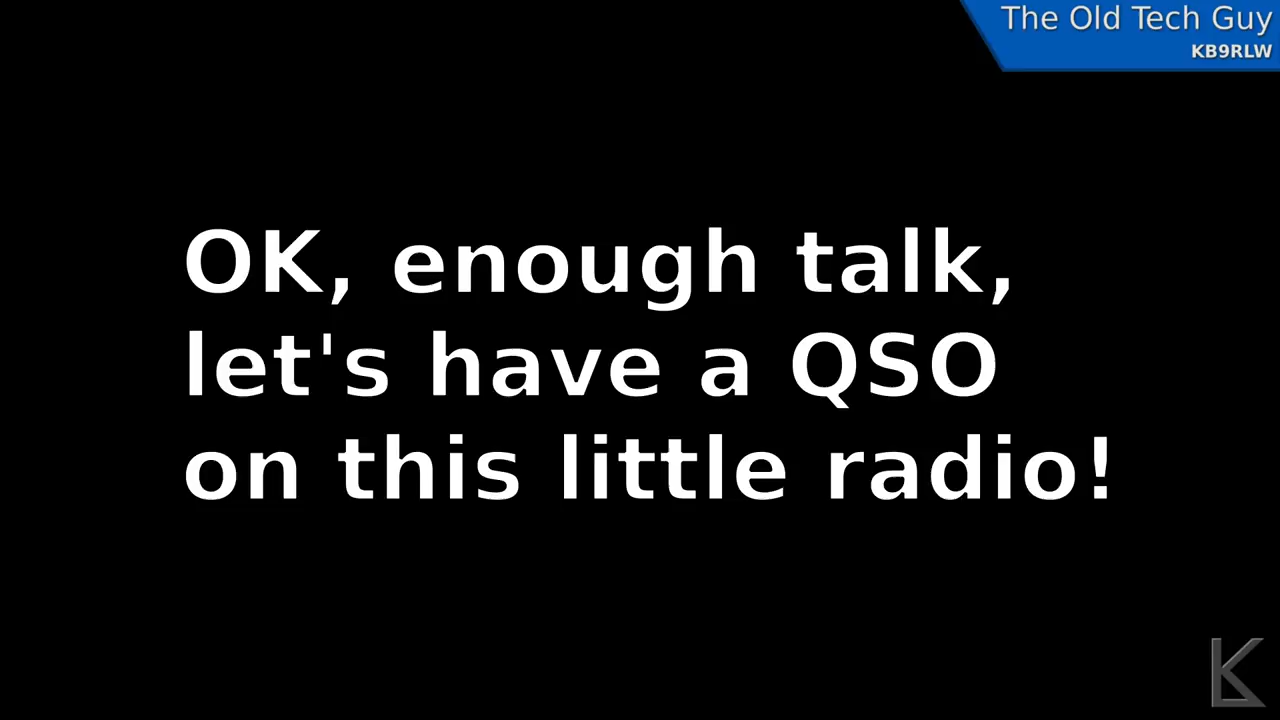 The Old Tech Guy
KB9RLW
OK, enough talk,
let's have a QSO
on this little radio!